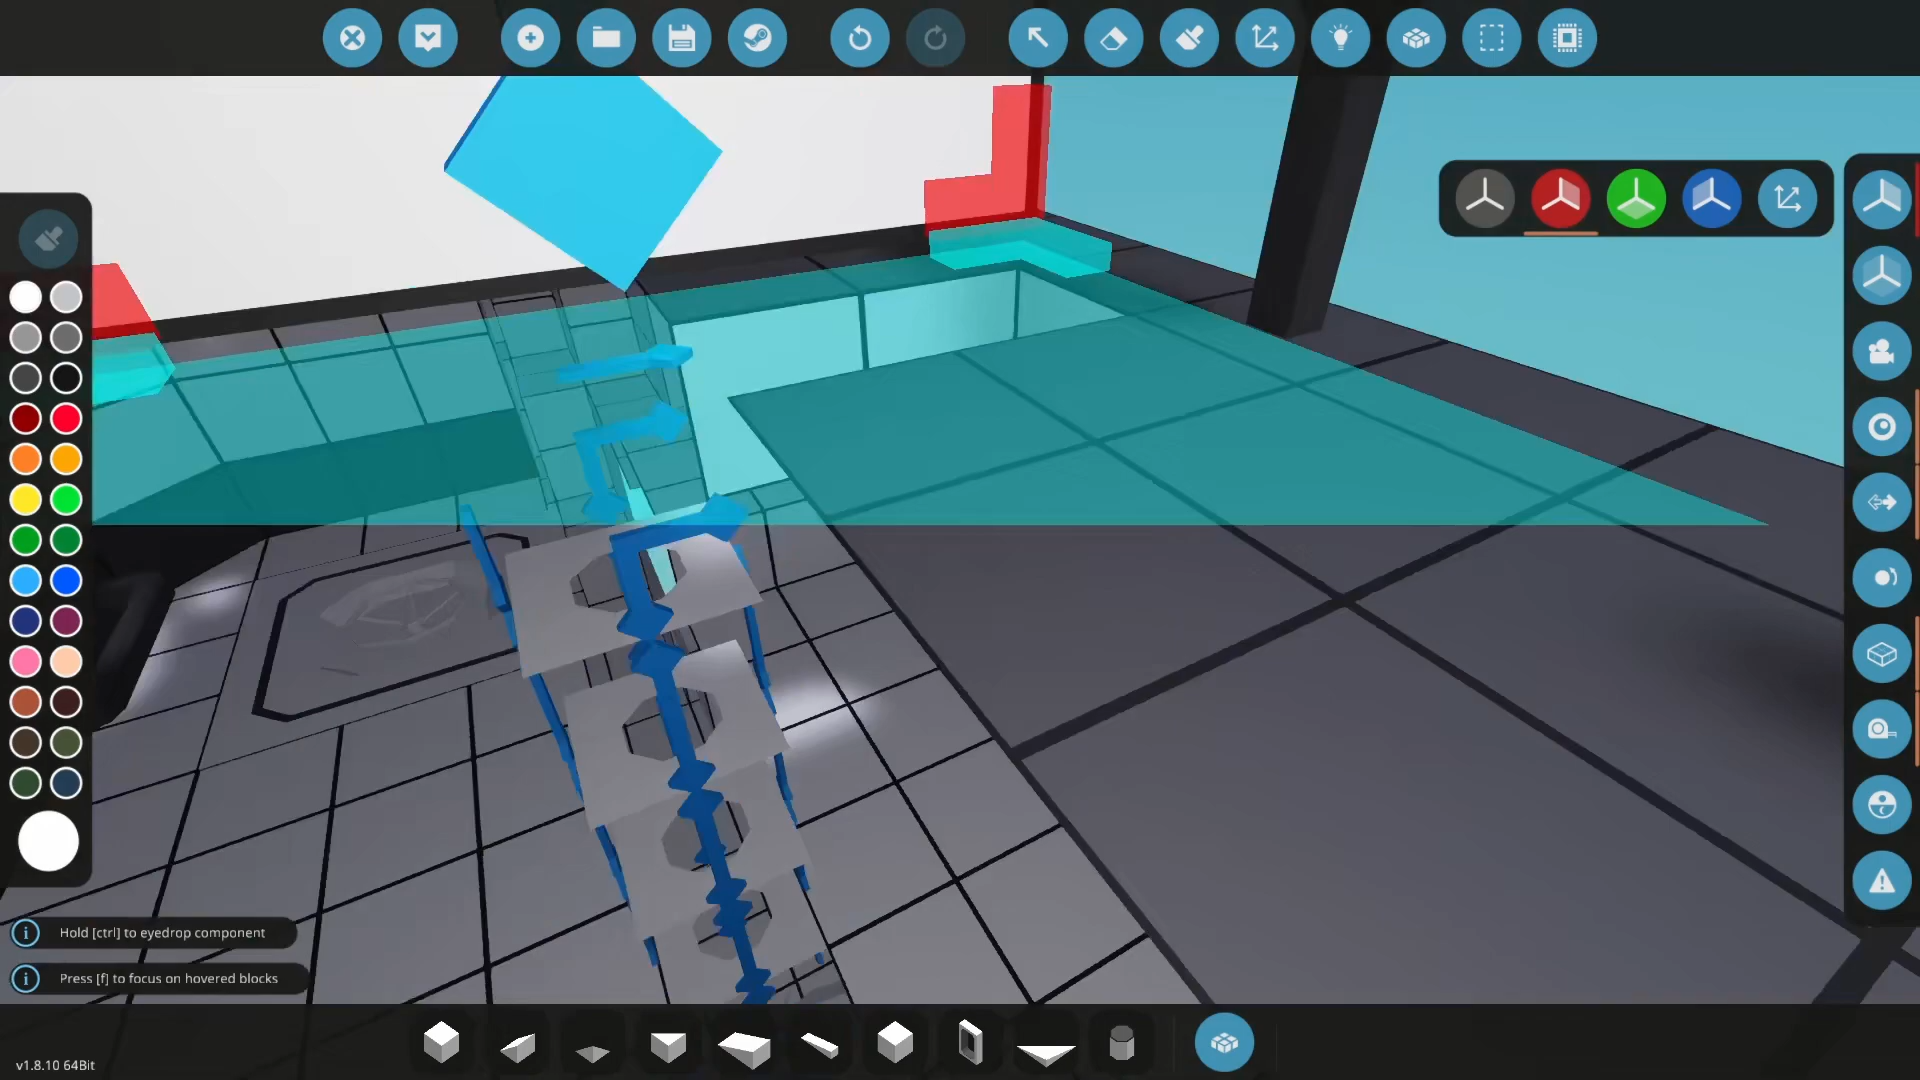 Hold [ctrl] to eyedrop component
Press [f] to focus on hovered blocks
v1.8.10 64Bit